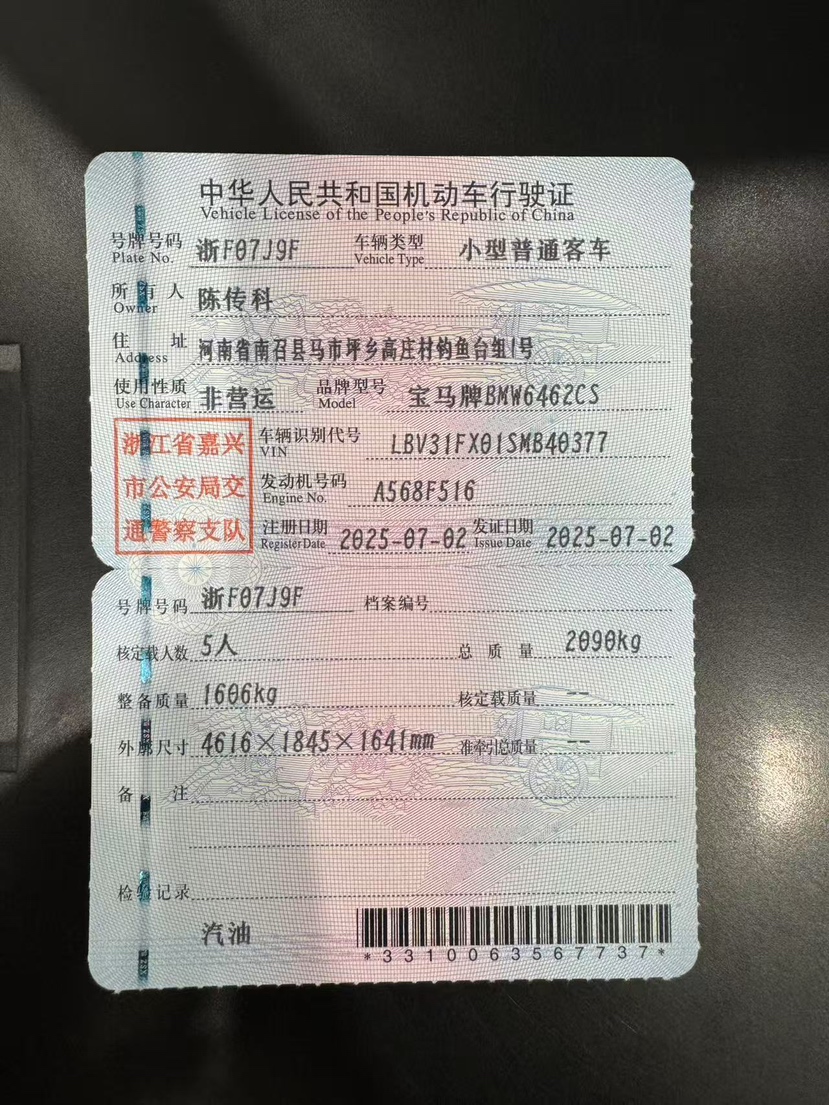 中华人民共和国机动车行驶证
Vehicle License of the People's Republic of China
号牌号码 浙F07J9F 车辆类型 小型普通客车
Plate No. Vehicle Type
所有人 陈传科
Owner
住址 河南省南召县马市坪乡高庄村钓鱼台组1号
Address
使用性质 非营运 品牌型号 宝马牌BMW6462CS
Use Character Model
浙江省嘉兴
市公安局交
通警察支队
车辆识别代号 LBV31FX01SMB40377
VIN
发动机号码 A568F516
Engine No.
注册日期 2025-07-02 发证日期 2025-07-02
Register Date Issue Date
号牌号码 浙F07J9F 档案编号
核定载人数 5人 总质量 2090kg
整备质量 1606kg 核定载质量 --
外廓尺寸 4616×1845×1641mm 准牵引总质量 --
备注
检验记录
汽油
*3310063567737*